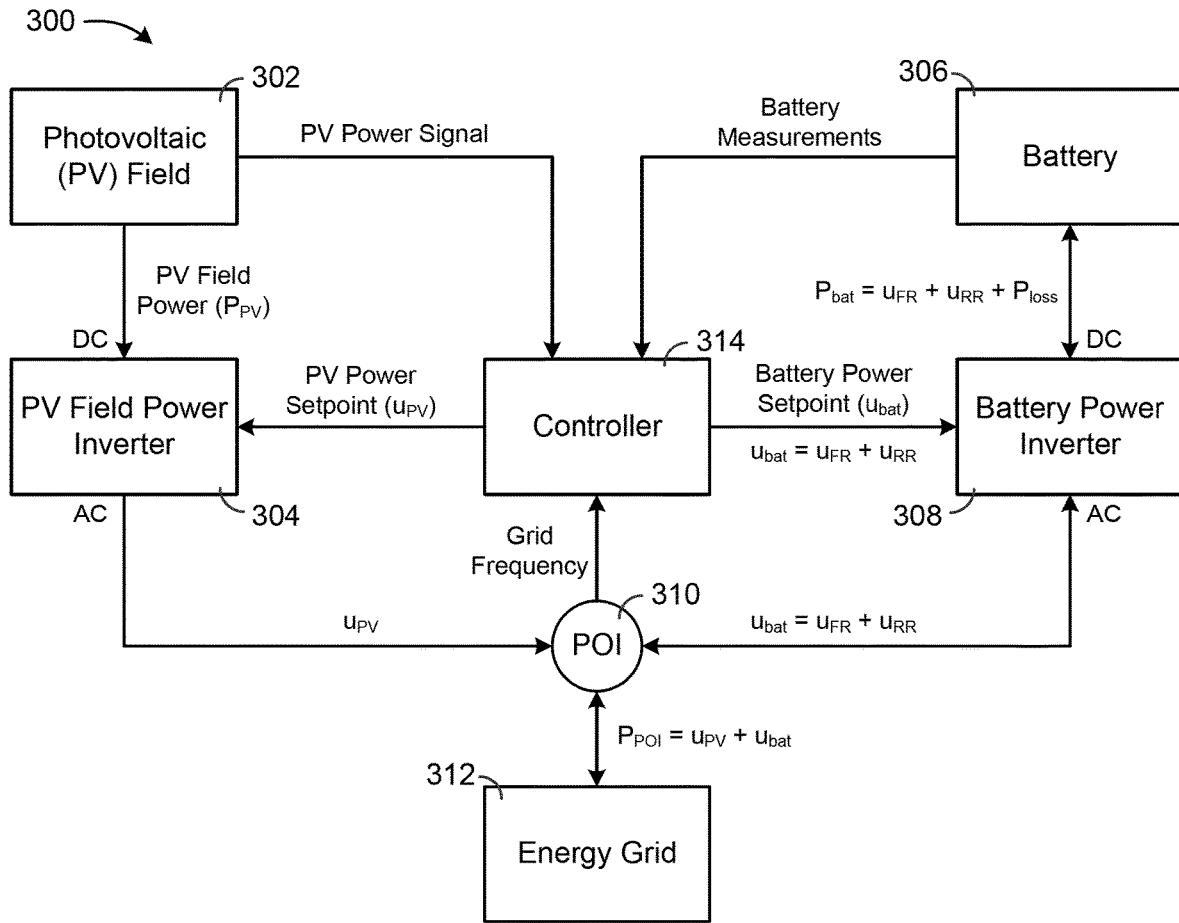 300
302
Photovoltaic
(PV) Field
PV Power Signal
Battery
Measurements
306
Battery
PV Field
Power (P_PV)
DC
P_bat = u_FR + u_RR + P_loss
DC
PV Field Power
Inverter
304
AC
PV Power
Setpoint (u_PV)
314
Controller
Battery Power
Setpoint (u_bat)
u_bat = u_FR + u_RR
Battery Power
Inverter
308
AC
Grid
Frequency
310
POI
u_PV
u_bat = u_FR + u_RR
P_POI = u_PV + u_bat
312
Energy Grid